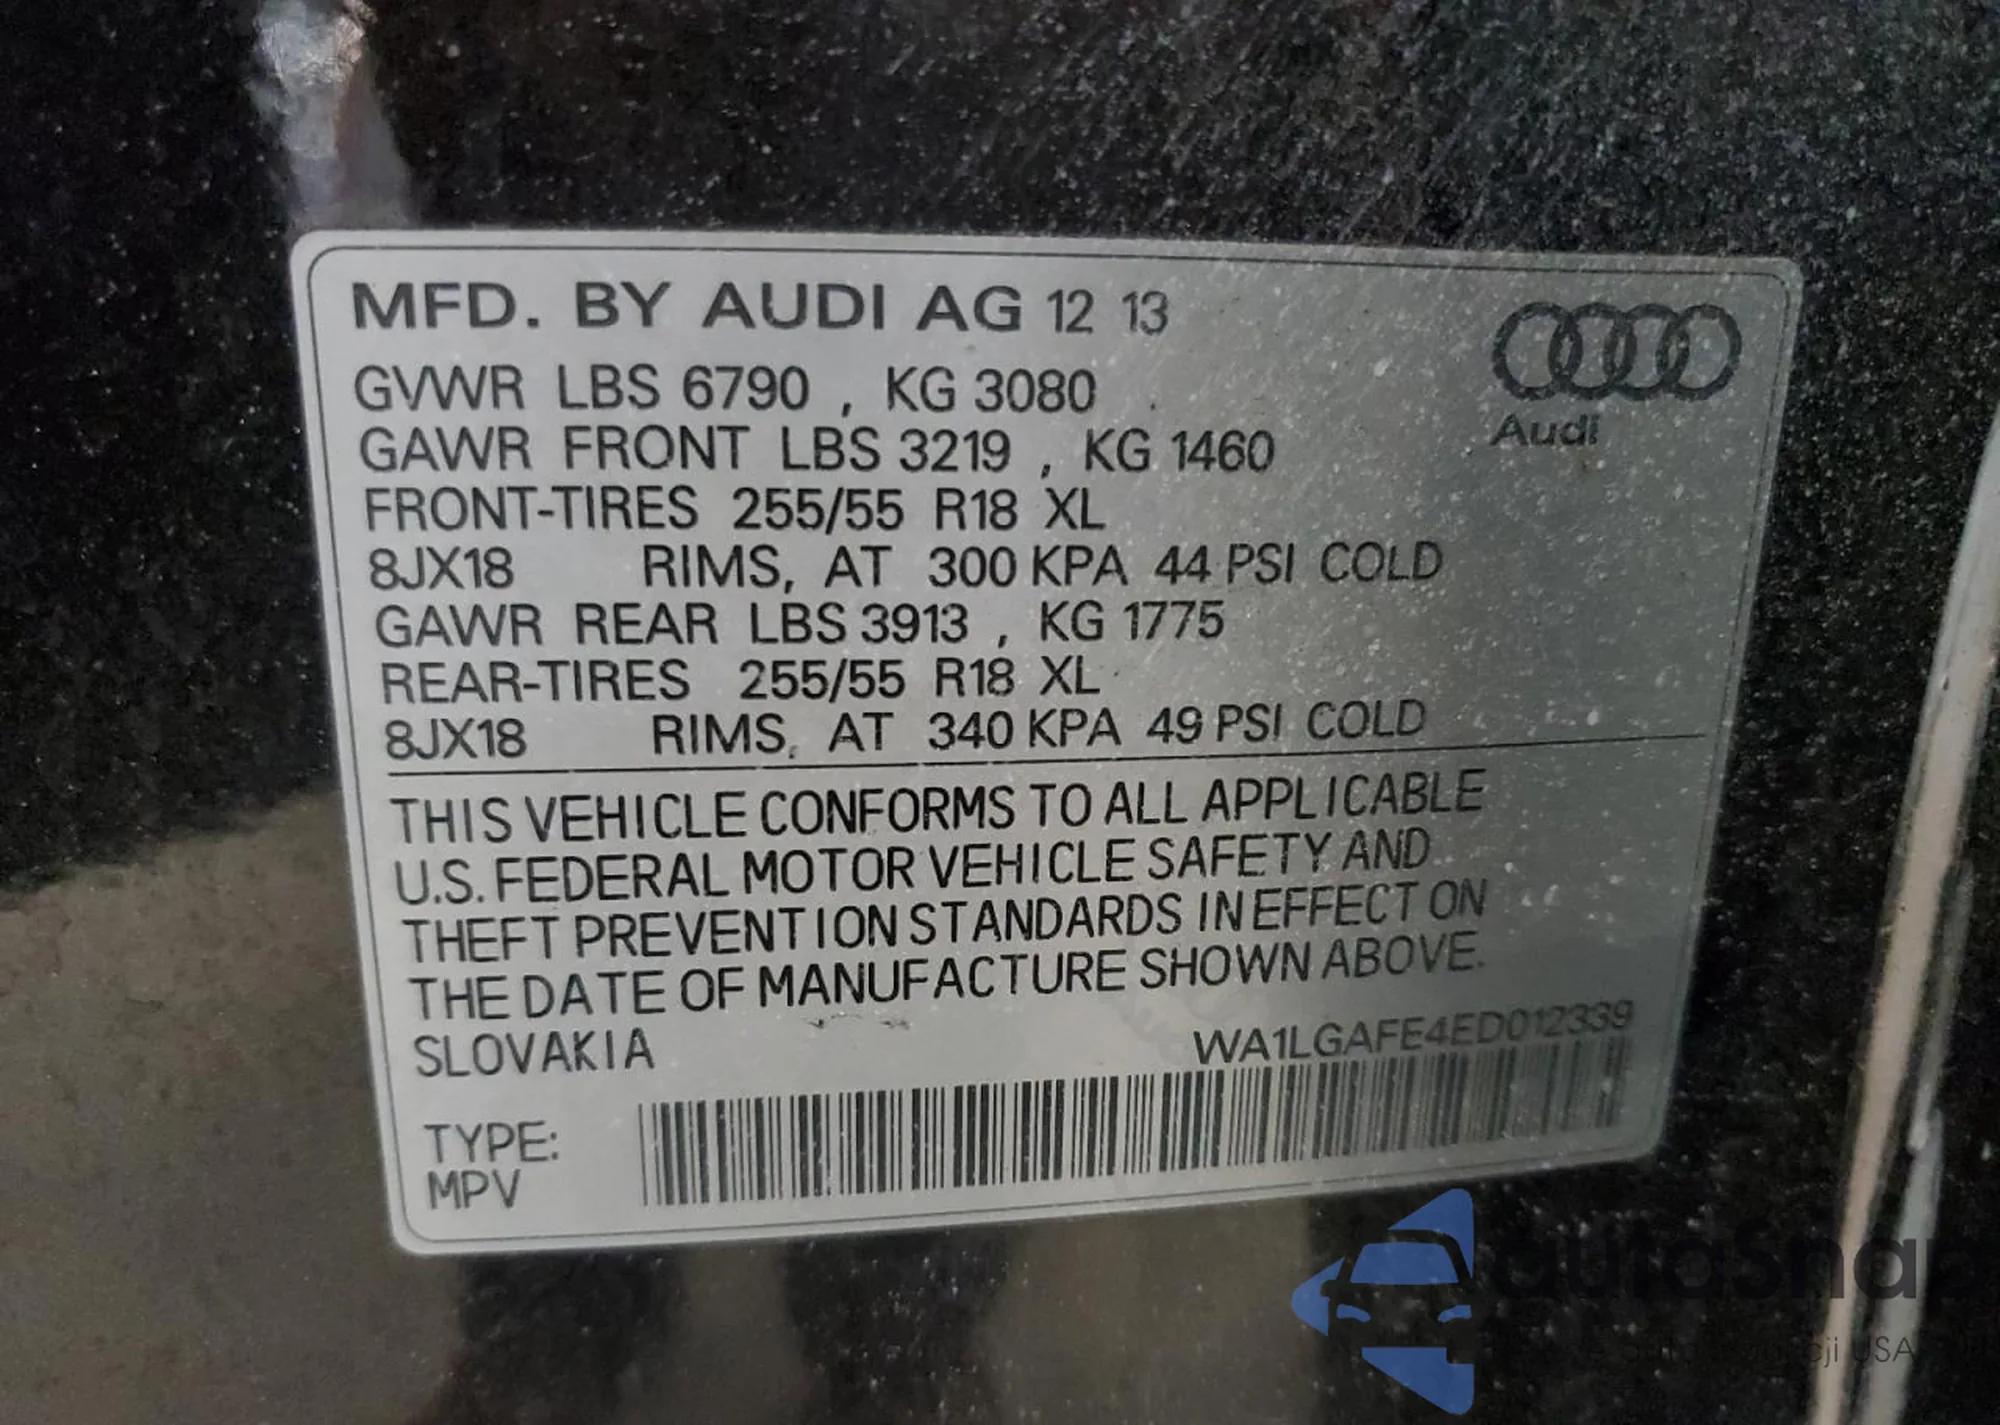 MFD. BY AUDI AG 12 13
Audi
GVWR LBS 6790 , KG 3080
GAWR FRONT LBS 3219 , KG 1460
FRONT-TIRES 255/55 R18 XL
8JX18 RIMS, AT 300 KPA 44 PSI COLD
GAWR REAR LBS 3913 , KG 1775
REAR-TIRES 255/55 R18 XL
8JX18 RIMS, AT 340 KPA 49 PSI COLD
THIS VEHICLE CONFORMS TO ALL APPLICABLE
U.S. FEDERAL MOTOR VEHICLE SAFETY AND
THEFT PREVENTION STANDARDS IN EFFECT ON
THE DATE OF MANUFACTURE SHOWN ABOVE.
SLOVAKIA
WA1LGAFE4ED012339
TYPE:
MPV
autosnap
USA